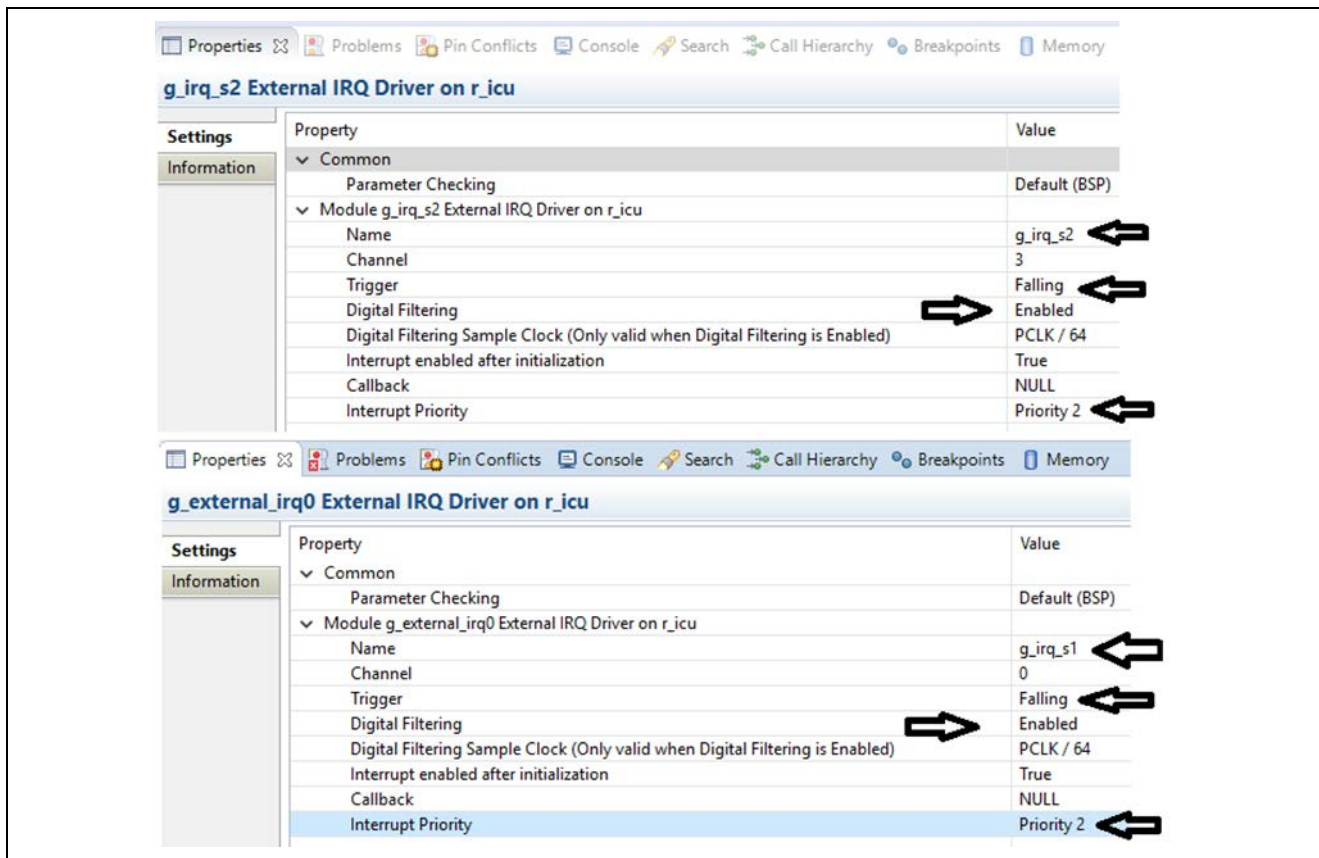 Properties Problems Pin Conflicts Console Search Call Hierarchy Breakpoints Memory
g_irq_s2 External IRQ Driver on r_icu
Settings
Information
Property Value
Common
Parameter Checking Default (BSP)
Module g_irq_s2 External IRQ Driver on r_icu
Name g_irq_s2
Channel 3
Trigger Falling
Digital Filtering Enabled
Digital Filtering Sample Clock (Only valid when Digital Filtering is Enabled) PCLK / 64
Interrupt enabled after initialization True
Callback NULL
Interrupt Priority Priority 2
Properties Problems Pin Conflicts Console Search Call Hierarchy Breakpoints Memory
g_external_irq0 External IRQ Driver on r_icu
Settings
Information
Property Value
Common
Parameter Checking Default (BSP)
Module g_external_irq0 External IRQ Driver on r_icu
Name g_irq_s1
Channel 0
Trigger Falling
Digital Filtering Enabled
Digital Filtering Sample Clock (Only valid when Digital Filtering is Enabled) PCLK / 64
Interrupt enabled after initialization True
Callback NULL
Interrupt Priority Priority 2